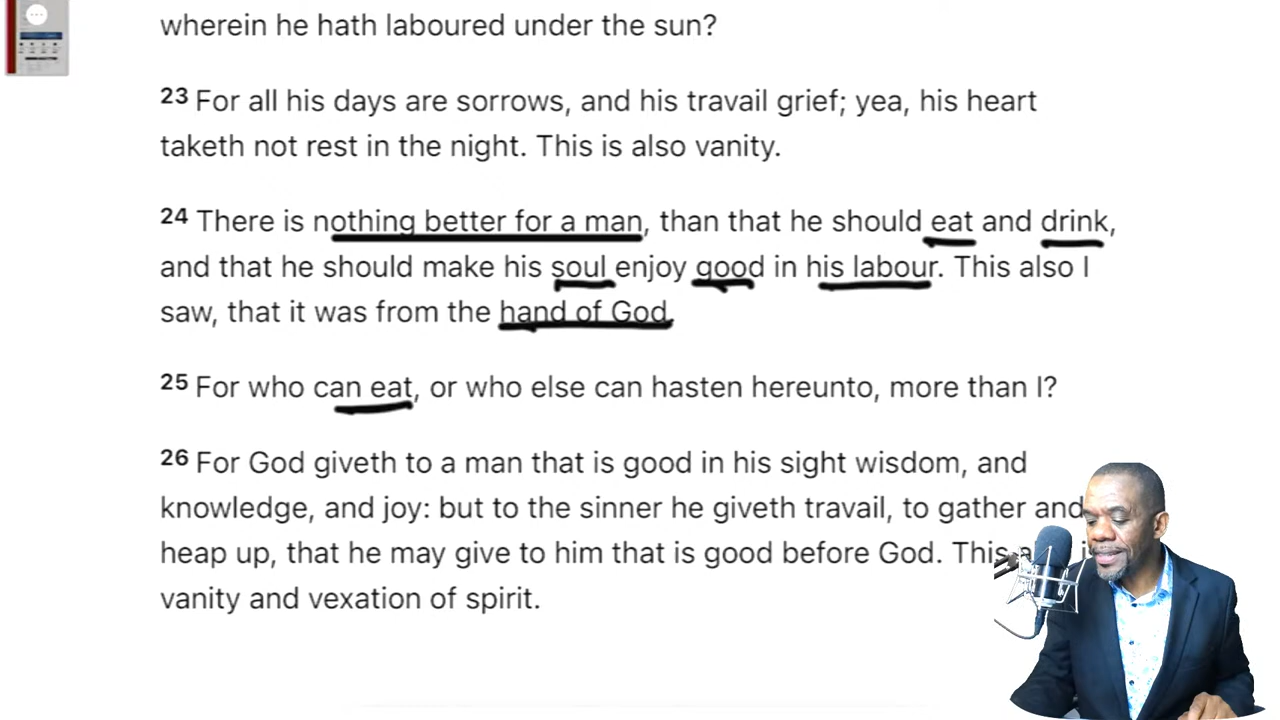 wherein he hath laboured under the sun?
23 For all his days are sorrows, and his travail grief; yea, his heart
taketh not rest in the night. This is also vanity.
24 There is nothing better for a man, than that he should eat and drink,
and that he should make his soul enjoy good in his labour. This also I
saw, that it was from the hand of God.
25 For who can eat, or who else can hasten hereunto, more than I?
26 For God giveth to a man that is good in his sight wisdom, and
knowledge, and joy: but to the sinner he giveth travail, to gather and
heap up, that he may give to him that is good before God. This
vanity and vexation of spirit.